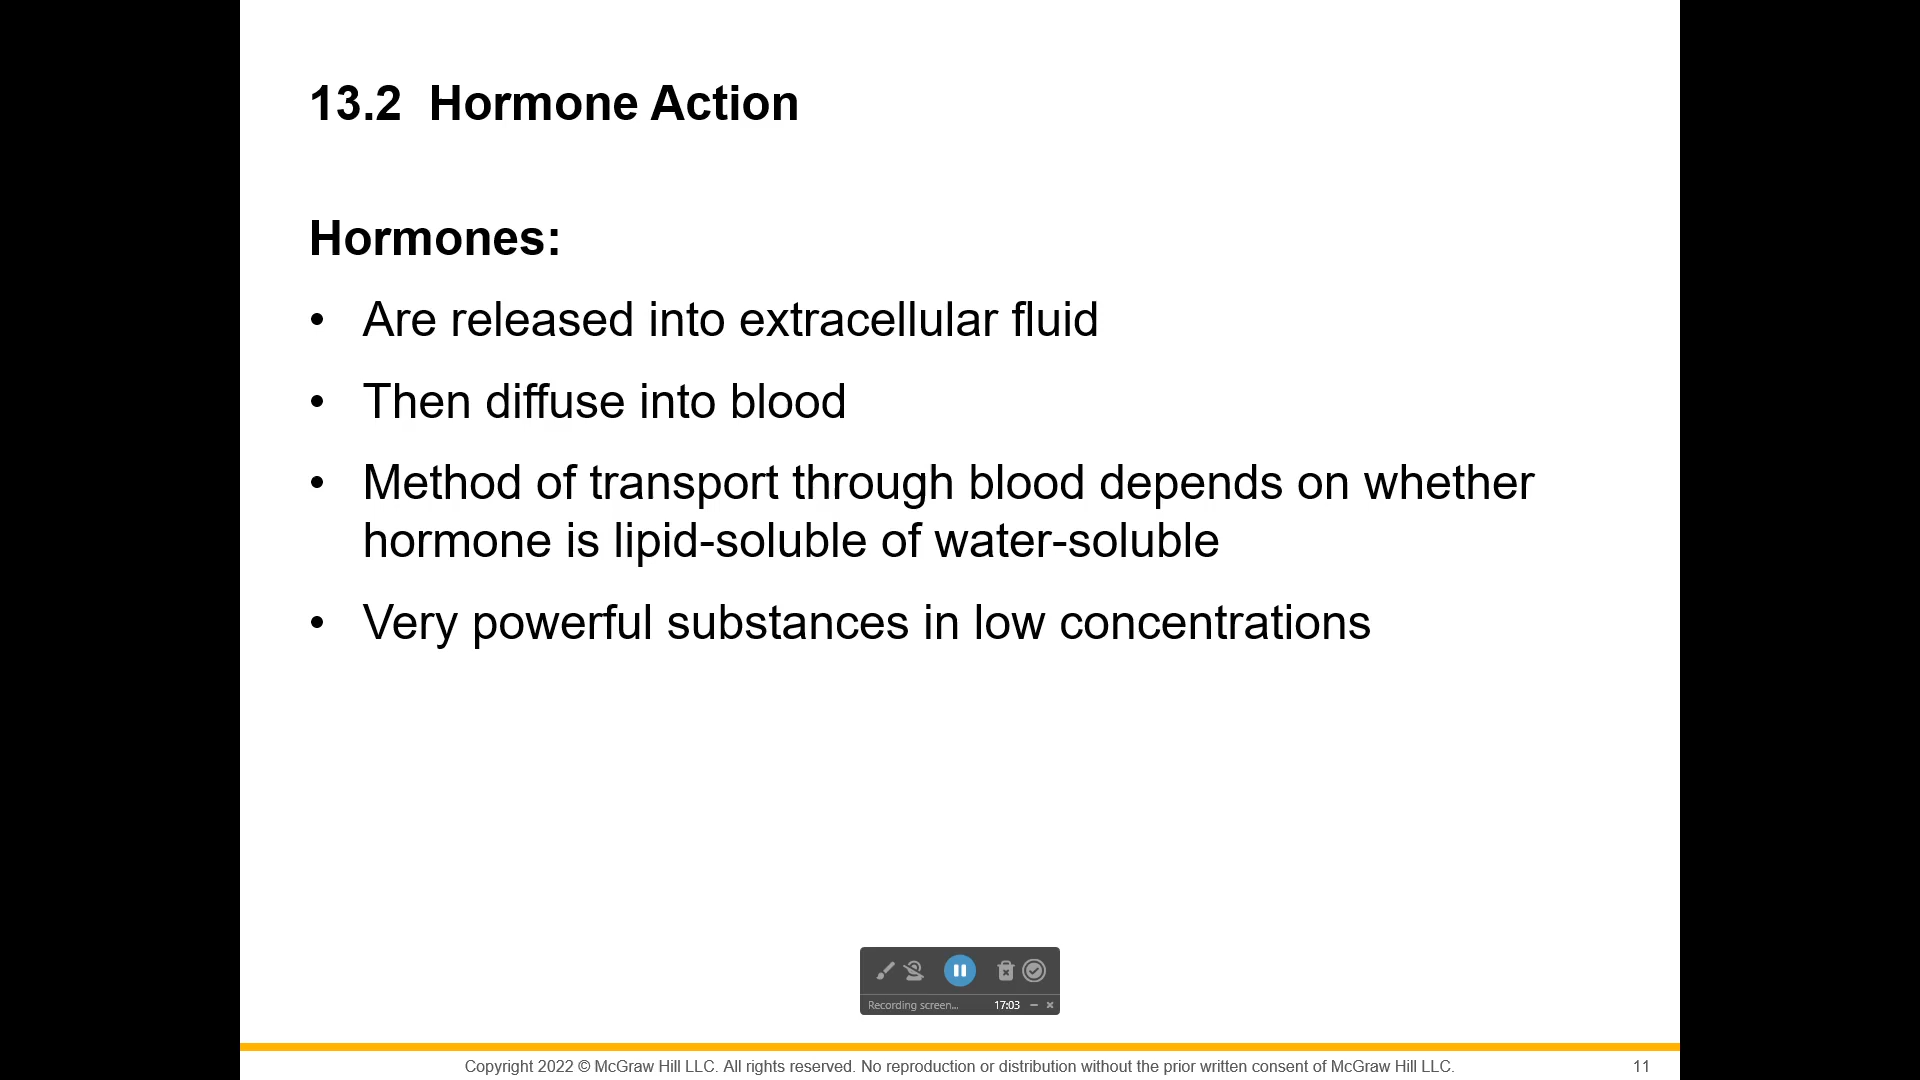 13.2 Hormone Action
Hormones:
• Are released into extracellular fluid
• Then diffuse into blood
• Method of transport through blood depends on whether
hormone is lipid-soluble of water-soluble
• Very powerful substances in low concentrations
Recording screen... 17:03
Copyright 2022 © McGraw Hill LLC. All rights reserved. No reproduction or distribution without the prior written consent of McGraw Hill LLC. 11